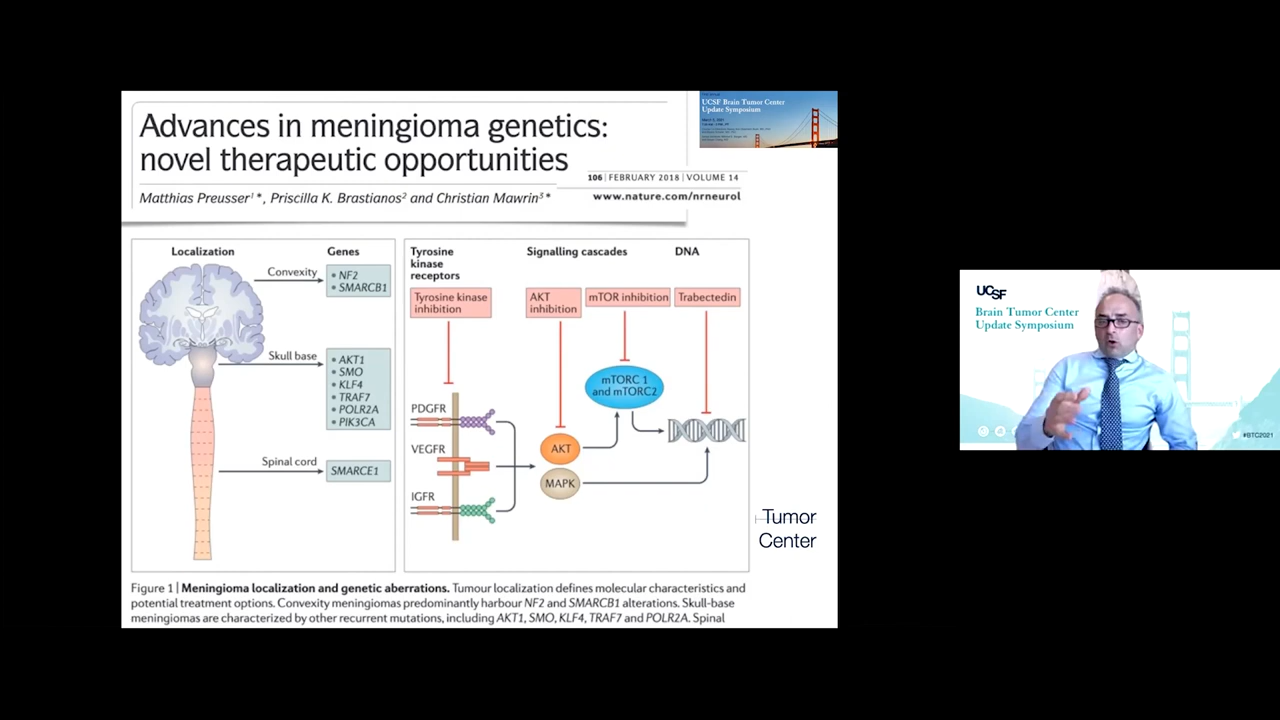 Advances in meningioma genetics:
novel therapeutic opportunities
Matthias Preusser¹*, Priscilla K. Brastianos² and Christian Mawrin³*
106 | FEBRUARY 2018 | VOLUME 14
www.nature.com/nrneurol
UCSF Brain Tumor Center
Update Symposium
Localization
Genes
Convexity
• NF2
• SMARCB1
Skull base
• AKT1
• SMO
• KLF4
• TRAF7
• POLR2A
• PIK3CA
Spinal cord
SMARCE1
Tyrosine
kinase
receptors
Signalling cascades
DNA
Tyrosine kinase
inhibition
AKT
inhibition
mTOR inhibition
Trabectedin
mTORC 1
and mTORC2
PDGFR
VEGFR
IGFR
AKT
MAPK
Figure 1 | Meningioma localization and genetic aberrations. Tumour localization defines molecular characteristics and
potential treatment options. Convexity meningiomas predominantly harbour NF2 and SMARCB1 alterations. Skull-base
meningiomas are characterized by other recurrent mutations, including AKT1, SMO, KLF4, TRAF7 and POLR2A. Spinal
Tumor
Center
UCSF
Brain Tumor Center
Update Symposium
#BTC2021